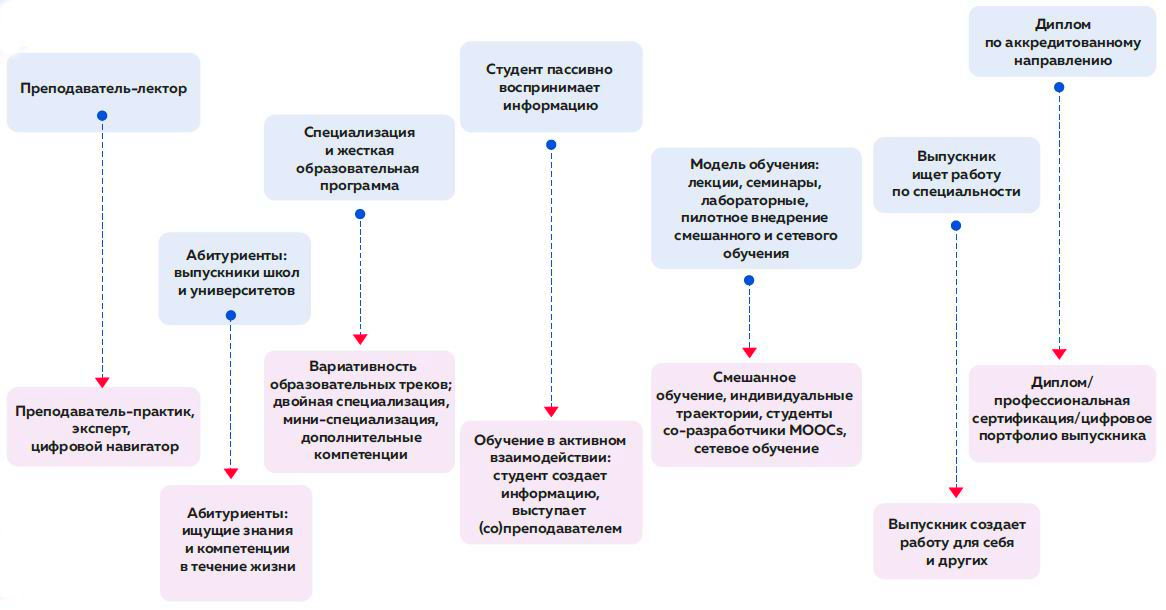 Преподаватель-лектор
Преподаватель-практик,
эксперт,
цифровой навигатор
Абитуриенты:
выпускники школ
и университетов
Абитуриенты:
ищущие знания
и компетенции
в течение жизни
Специализация
и жесткая
образовательная
программа
Вариативность
образовательных треков;
двойная специализация,
мини-специализация,
дополнительные
компетенции
Студент пассивно
воспринимает
информацию
Обучение в активном
взаимодействии:
студент создает
информацию,
выступает
(со)преподавателем
Модель обучения:
лекции, семинары,
лабораторные,
пилотное внедрение
смешанного и сетевого
обучения
Смешанное
обучение, индивидуальные
траектории, студенты
со-разработчики MOOCs,
сетевое обучение
Выпускник
ищет работу
по специальности
Выпускник создает
работу для себя
и других
Диплом
по аккредитованному
направлению
Диплом/
профессиональная
сертификация/цифровое
портфолио выпускника